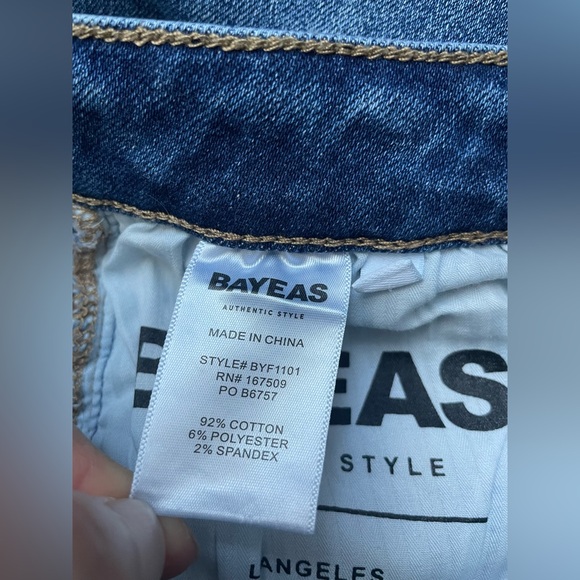 BAYEAS
AUTHENTIC STYLE
MADE IN CHINA
STYLE# BYF1101
RN# 167509
PO B6757
92% COTTON
6% POLYESTER
2% SPANDEX
EAS
STYLE
ANGELES